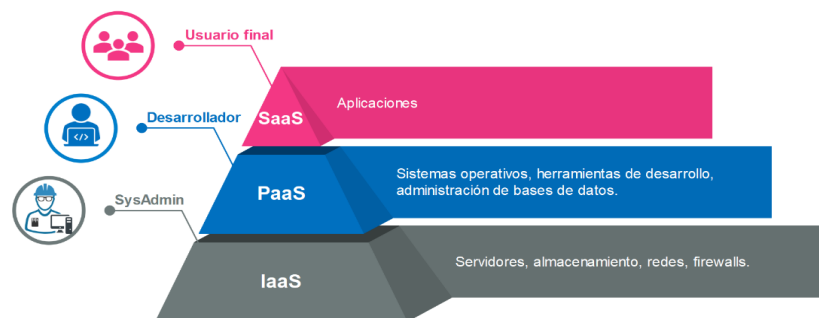 Usuario final
SaaS
Aplicaciones
Desarrollador
</>
PaaS
Sistemas operativos, herramientas de desarrollo,
administración de bases de datos.
SysAdmin
IaaS
Servidores, almacenamiento, redes, firewalls.